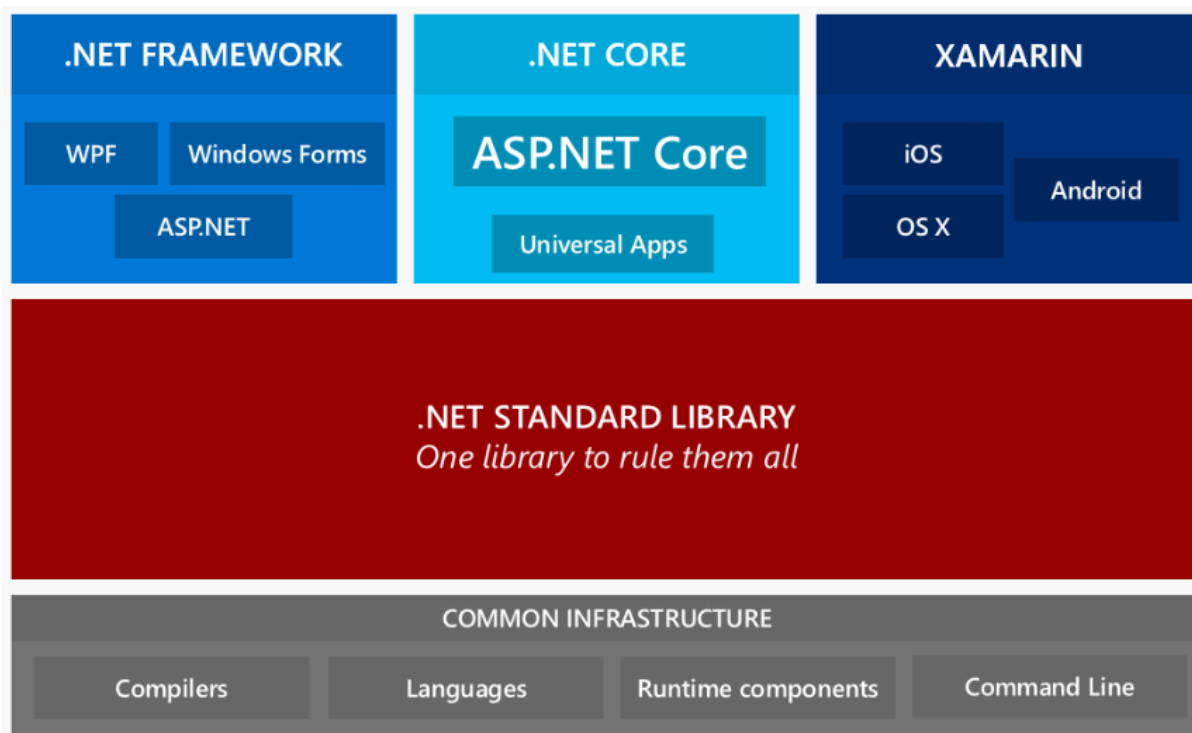 .NET FRAMEWORK
WPF
Windows Forms
ASP.NET
.NET CORE
ASP.NET Core
Universal Apps
XAMARIN
iOS
Android
OS X
.NET STANDARD LIBRARY
One library to rule them all
COMMON INFRASTRUCTURE
Compilers
Languages
Runtime components
Command Line